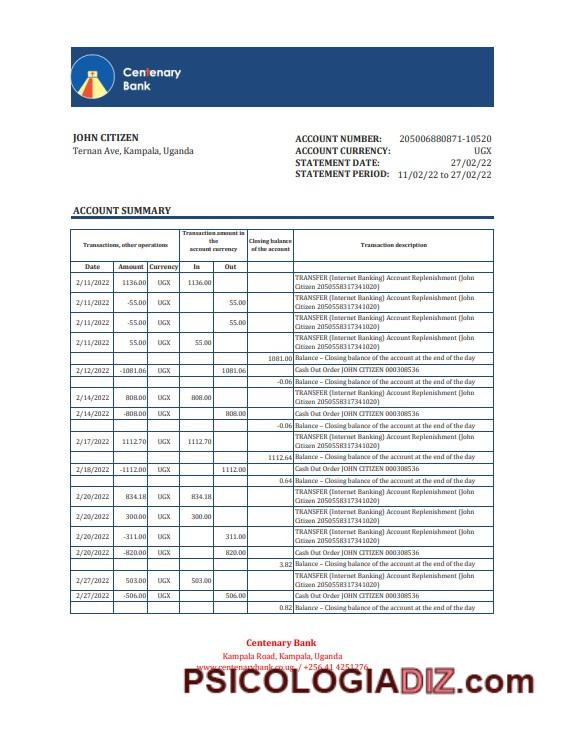 Centenary
Bank
JOHN CITIZEN
Ternan Ave, Kampala, Uganda
ACCOUNT NUMBER: 205006880871-10520
ACCOUNT CURRENCY: UGX
STATEMENT DATE: 27/02/22
STATEMENT PERIOD: 11/02/22 to 27/02/22
ACCOUNT SUMMARY
Transactions, other operations
Transaction amount in
the
account currency
Closing balance
of the account
Transaction description
Date Amount Currency In Out
2/11/2022 1136.00 UGX 1136.00 TRANSFER (Internet Banking) Account Replenishment (John
Citizen 2050558317341020)
2/11/2022 -55.00 UGX 55.00 TRANSFER (Internet Banking) Account Replenishment (John
Citizen 2050558317341020)
2/11/2022 -55.00 UGX 55.00 TRANSFER (Internet Banking) Account Replenishment (John
Citizen 2050558317341020)
2/11/2022 55.00 UGX 55.00 TRANSFER (Internet Banking) Account Replenishment (John
Citizen 2050558317341020)
1081.00 Balance – Closing balance of the account at the end of the day
2/12/2022 -1081.06 UGX 1081.06 Cash Out Order JOHN CITIZEN 000308536
-0.06 Balance – Closing balance of the account at the end of the day
2/14/2022 808.00 UGX 808.00 TRANSFER (Internet Banking) Account Replenishment (John
Citizen 2050558317341020)
2/14/2022 -808.00 UGX 808.00 Cash Out Order JOHN CITIZEN 000308536
-0.06 Balance – Closing balance of the account at the end of the day
2/17/2022 1112.70 UGX 1112.70 TRANSFER (Internet Banking) Account Replenishment (John
Citizen 2050558317341020)
1112.64 Balance – Closing balance of the account at the end of the day
2/18/2022 -1112.00 UGX 1112.00 Cash Out Order JOHN CITIZEN 000308536
0.64 Balance – Closing balance of the account at the end of the day
2/20/2022 834.18 UGX 834.18 TRANSFER (Internet Banking) Account Replenishment (John
Citizen 2050558317341020)
2/20/2022 300.00 UGX 300.00 TRANSFER (Internet Banking) Account Replenishment (John
Citizen 2050558317341020)
2/20/2022 -311.00 UGX 311.00 TRANSFER (Internet Banking) Account Replenishment (John
Citizen 2050558317341020)
2/20/2022 -820.00 UGX 820.00 Cash Out Order JOHN CITIZEN 000308536
3.82 Balance – Closing balance of the account at the end of the day
2/27/2022 503.00 UGX 503.00 TRANSFER (Internet Banking) Account Replenishment (John
Citizen 2050558317341020)
2/27/2022 -506.00 UGX 506.00 Cash Out Order JOHN CITIZEN 000308536
0.82 Balance – Closing balance of the account at the end of the day
Centenary Bank
Kampala Road, Kampala, Uganda
www.centenarybank.co.ug / +256 41 4251276
PSICOLOGIADIZ.com